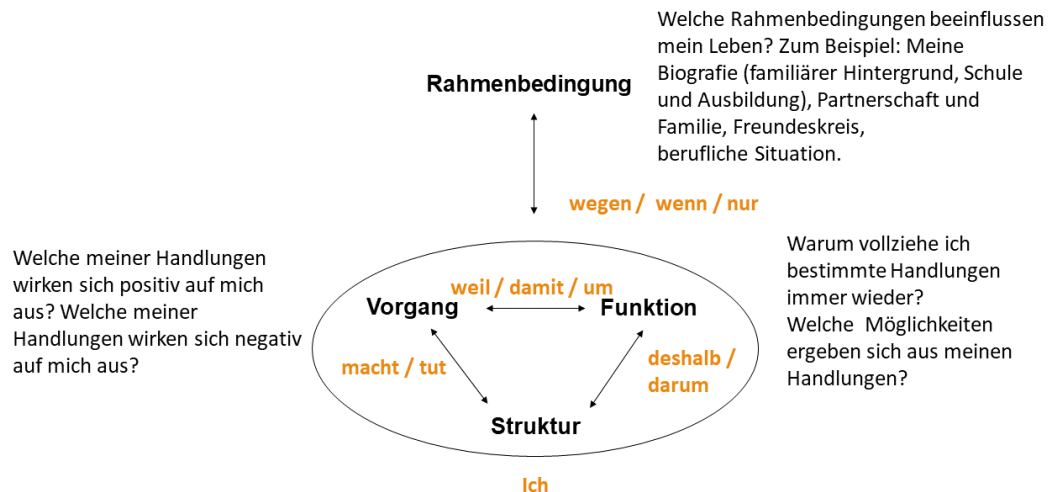 Welche Rahmenbedingungen beeinflussen
mein Leben? Zum Beispiel: Meine
Biografie (familiärer Hintergrund, Schule
und Ausbildung), Partnerschaft und
Familie, Freundeskreis,
berufliche Situation.
Rahmenbedingung
wegen / wenn / nur
Welche meiner Handlungen
wirken sich positiv auf mich
aus? Welche meiner
Handlungen wirken sich negativ
auf mich aus?
weil / damit / um
Vorgang
Funktion
macht / tut
deshalb /
darum
Struktur
Ich
Warum vollziehe ich
bestimmte Handlungen
immer wieder?
Welche Möglichkeiten
ergeben sich aus meinen
Handlungen?